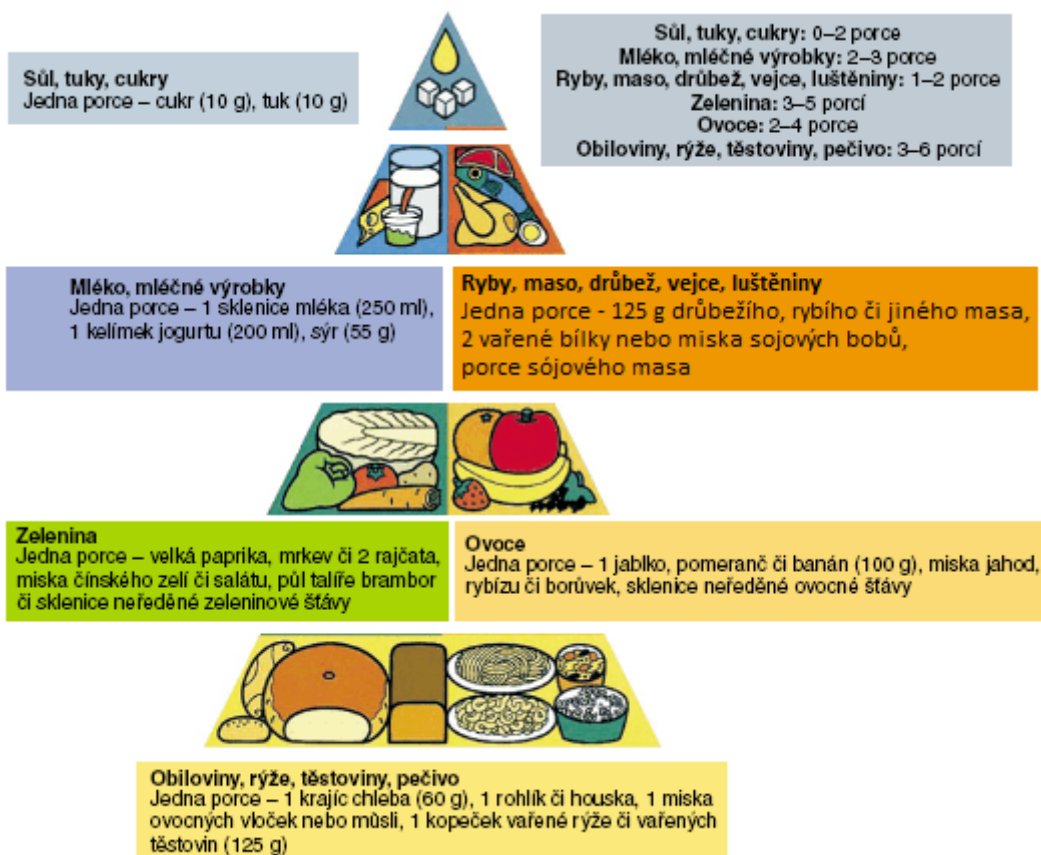 Sůl, tuky, cukry
Jedna porce – cukr (10 g), tuk (10 g)
Sůl, tuky, cukry: 0–2 porce
Mléko, mléčné výrobky: 2–3 porce
Ryby, maso, drůbež, vejce, luštěniny: 1–2 porce
Zelenina: 3–5 porcí
Ovoce: 2–4 porce
Obiloviny, rýže, těstoviny, pečivo: 3–6 porcí
Mléko, mléčné výrobky
Jedna porce – 1 sklenice mléka (250 ml),
1 kelímek jogurtu (200 ml), sýr (55 g)
Ryby, maso, drůbež, vejce, luštěniny
Jedna porce - 125 g drůbežího, rybího či jiného masa,
2 vařené bílky nebo miska sojových bobů,
porce sójového masa
Zelenina
Jedna porce – velká paprika, mrkev či 2 rajčata,
miska čínského zelí či salátu, půl talíře brambor
či sklenice neředěné zeleninové šťávy
Ovoce
Jedna porce – 1 jablko, pomeranč či banán (100 g), miska jahod,
rybízu či borůvek, sklenice neředěné ovocné šťávy
Obiloviny, rýže, těstoviny, pečivo
Jedna porce – 1 krajíc chleba (60 g), 1 rohlík či houska, 1 miska
ovocných vloček nebo műsli, 1 kopeček vařené rýže či vařených
těstovin (125 g)